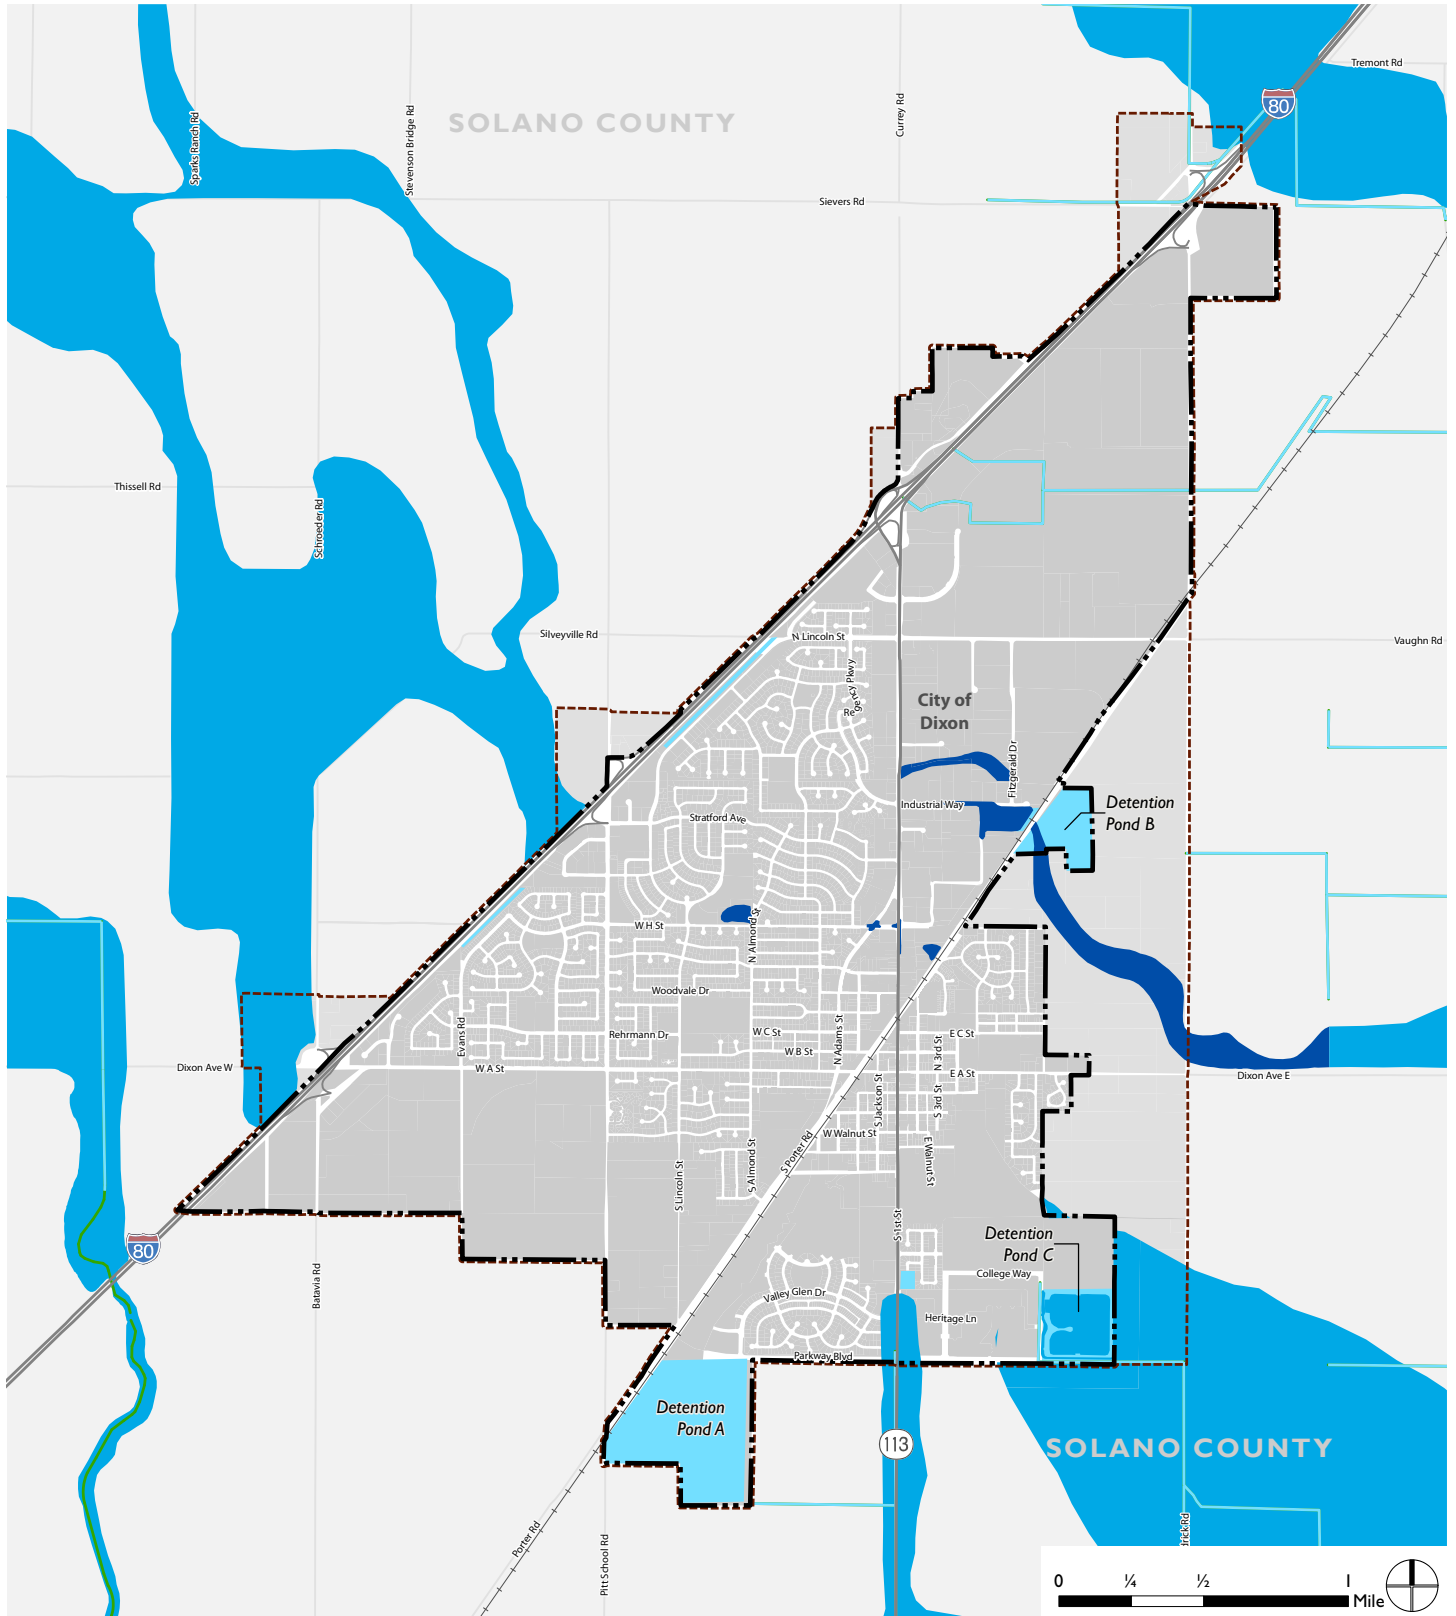 Tremont Rd
80
Sparks Ranch Rd
Stevenson Bridge Rd
SOLANO COUNTY
Currey Rd
Sievers Rd
Thissell Rd
Schroeder Rd
Silveyville Rd
N Lincoln St
Vaughn Rd
Regency Pkwy
City of
Dixon
Fitzgerald Dr
Industrial Way
Detention
Pond B
Stratford Ave
W H St
N Almond St
Woodvale Dr
Evans Rd
Rehrmann Dr
W C St
N Adams St
E C St
W B St
N 3rd St
Dixon Ave W
W A St
E A St
Dixon Ave E
S Jackson St
S 3rd St
W Walnut St
S Porter Rd
E Walnut St
S Almond St
S Lincoln St
S 1st St
80
Batavia Rd
Detention
Pond C
College Way
Valley Glen Dr
Heritage Ln
Parkway Blvd
Detention
Pond A
113
SOLANO COUNTY
Porter Rd
Pitt School Rd
drick Rd
0 ¼ ½ 1
Mile